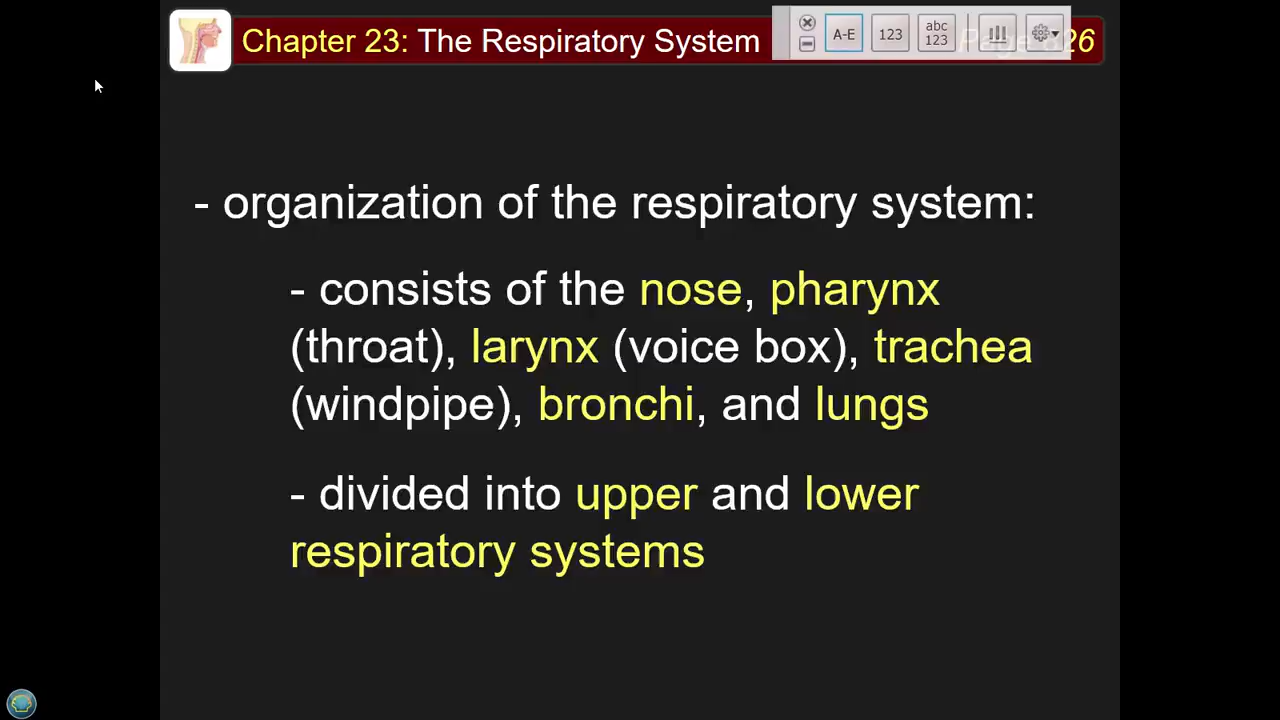 Chapter 23: The Respiratory System
A-E
123
abc
123
26
- organization of the respiratory system:
- consists of the nose, pharynx
(throat), larynx (voice box), trachea
(windpipe), bronchi, and lungs
- divided into upper and lower
respiratory systems